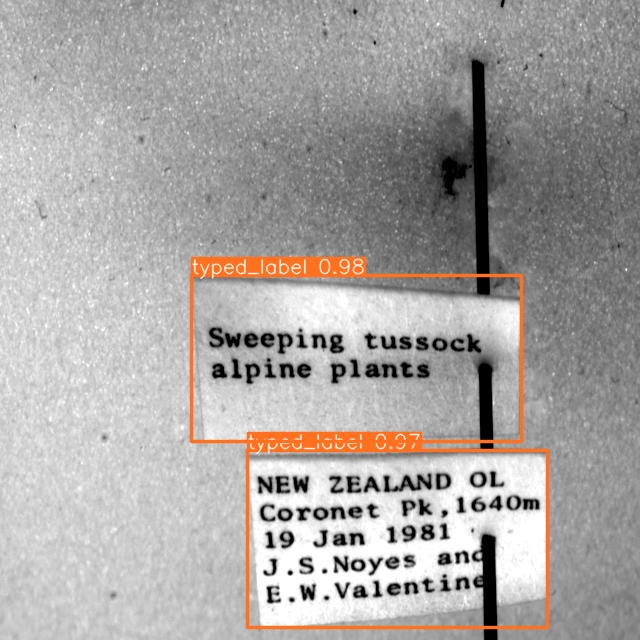 typed_label 0.98
Sweeping tussock
alpine plants
typed_label 0.97
NEW ZEALAND OL
Coronet Pk,1640m
19 Jan 1981
J.S.Noyes and
E.W.Valentine